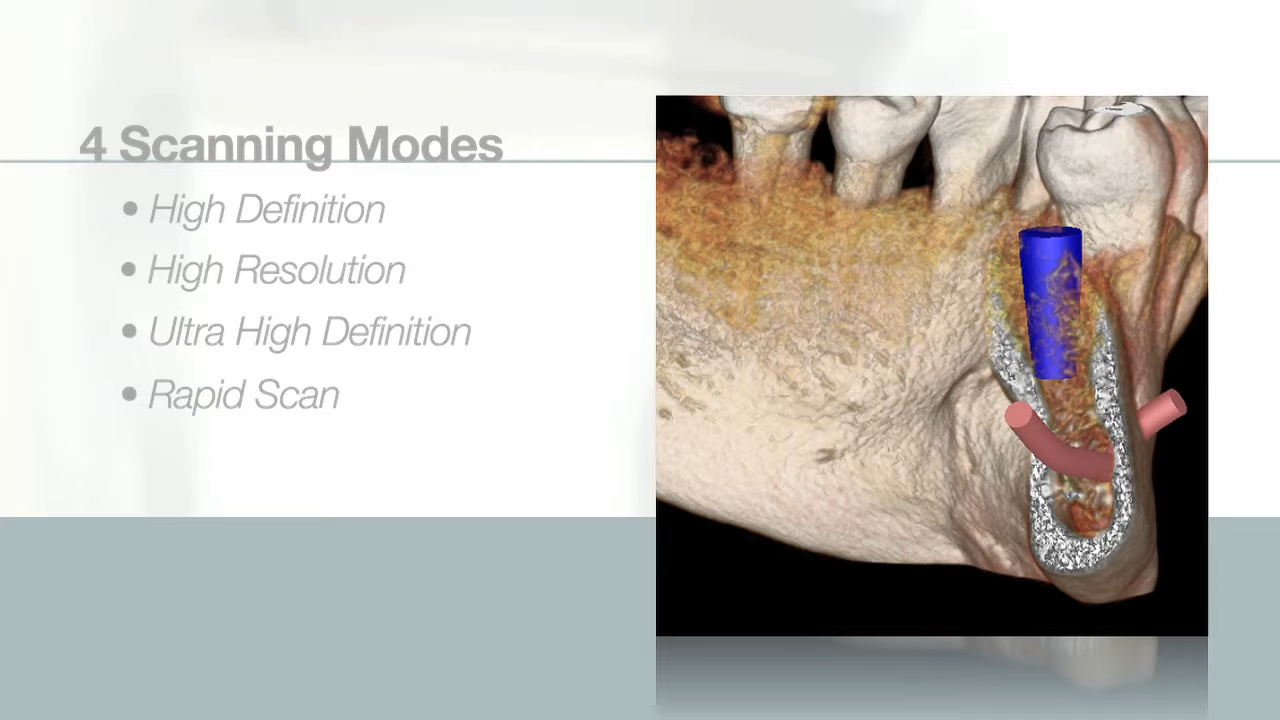 4 Scanning Modes
• High Definition
• High Resolution
• Ultra High Definition
• Rapid Scan